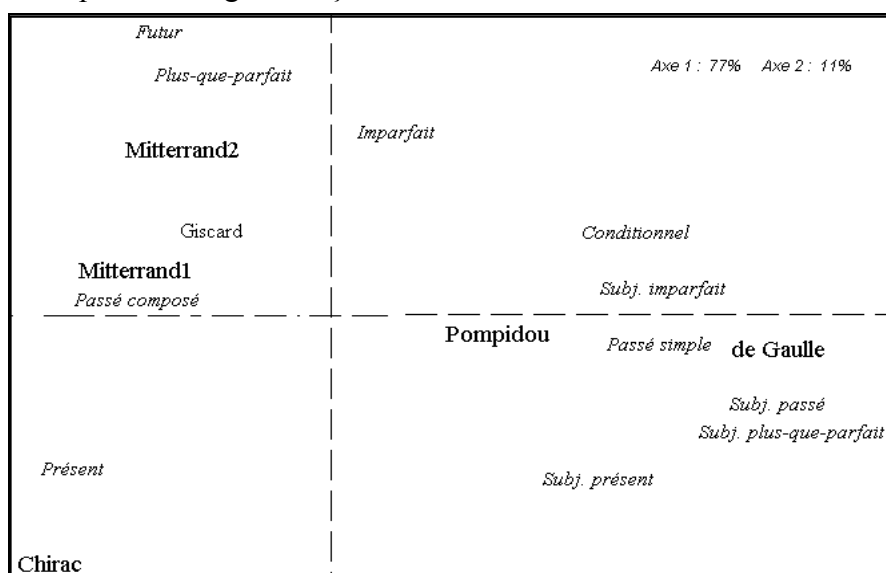 Futur
Plus-que-parfait
Axe 1 : 77% Axe 2 : 11%
Imparfait
Mitterrand2
Giscard
Conditionnel
Mitterrand1
Subj. imparfait
Passé composé
Pompidou
Passé simple
de Gaulle
Subj. passé
Subj. plus-que-parfait
Présent
Subj. présent
Chirac